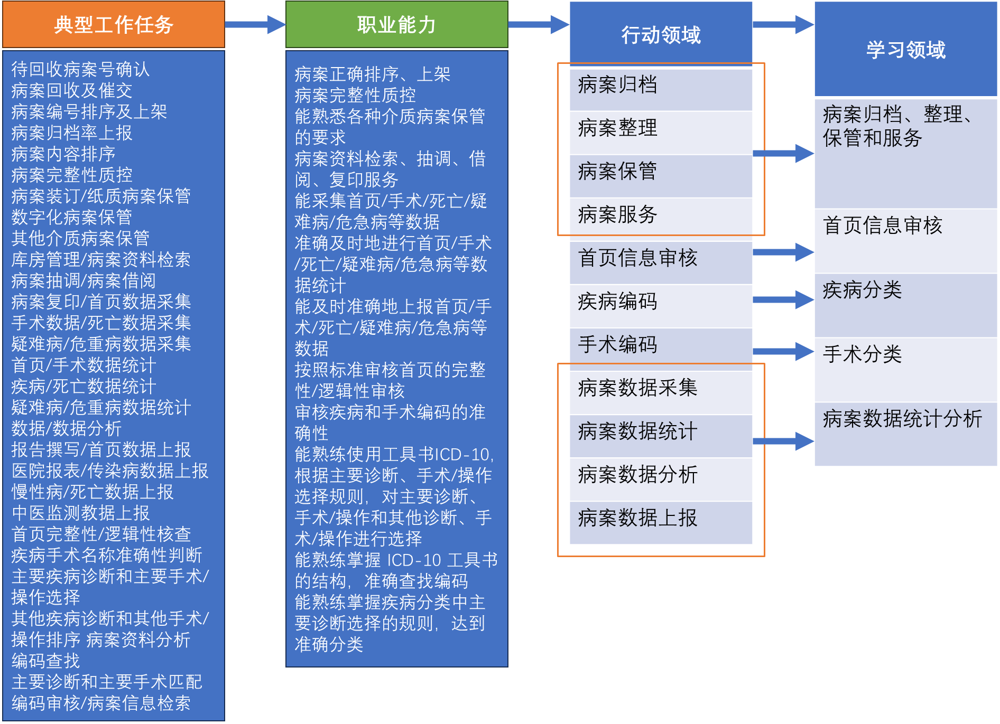 典型工作任务
待回收病案号确认
病案回收及催交
病案编号排序及上架
病案归档率上报
病案内容排序
病案完整性质控
病案装订/纸质病案保管
数字化病案保管
其他介质病案保管
库房管理/病案资料检索
病案抽调/病案借阅
病案复印/首页数据采集
手术数据/死亡数据采集
疑难病/危重病数据采集
首页/手术数据统计
疾病/死亡数据统计
疑难病/危重病数据统计
数据/数据分析
报告撰写/首页数据上报
医院报表/传染病数据上报
慢性病/死亡数据上报
中医监测教据上报
首页完整性/逻辑性核查
疾病手术名称准确性判断
主要疾病诊断和主要手术/
操作选择
其他疾病诊断和其他手术/
操作排序 病案资料分析
编码查找
主要诊断和主要手术匹配
编码审核/病案信息检索
职业能力
病案正确排序、上架
病案完整性质控
能熟悉各种介质病案保管
的要求
病案资料检索、抽调、借
阅、复印服务
能采集首页/手术/死亡/疑
难病/危急病等数据
准确及时地进行首页/手术
/死亡/疑难病/危急病等数
据统计
能及时准确地上报首页/手
术/死亡/疑难病/危急病等
数据
按照标准审核首页的完整
性/逻辑性审核
审核疾病和手术编码的准
确性
能熟练使用工具书ICD-10,
根据主要诊断、手术/操作
选择规则，对主要诊断、
手术/操作和其他诊断、手
术/操作进行选择
能熟练掌握 ICD-10 工具书
的结构，准确查找编码
能熟练掌握疾病分类中主
要诊断选择的规则，达到
准确分类
行动领域
病案归档
病案整理
病案保管
病案服务
首页信息审核
疾病编码
手术编码
病案数据采集
病案数据统计
病案数据分析
病案数据上报
学习领域
病案归档、整理、
保管和服务
首页信息审核
疾病分类
手术分类
病案数据统计分析